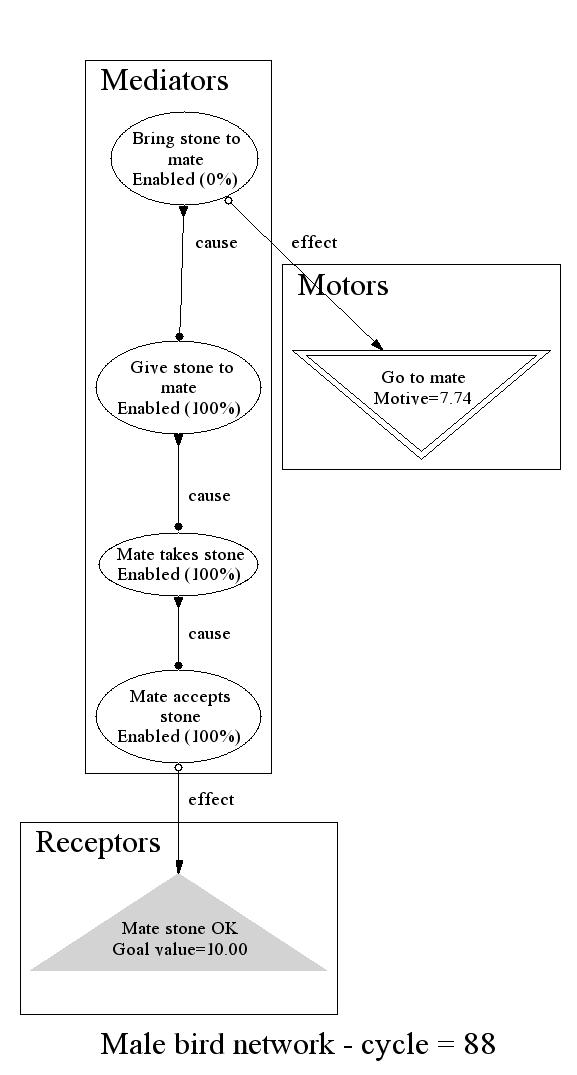 Mediators
Bring stone to
mate
Enabled (0%)
cause
effect
Motors
Go to mate
Motive=7.74
Give stone to
mate
Enabled (100%)
cause
Mate takes stone
Enabled (100%)
cause
Mate accepts
stone
Enabled (100%)
effect
Receptors
Mate stone OK
Goal value=10.00
Male bird network - cycle = 88